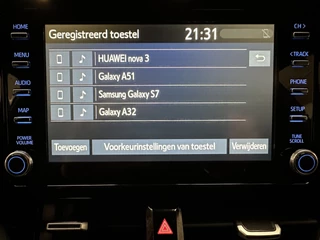 Geregistreerd toestel 21:31
HUAWEI nova 3
Galaxy A51
Samsung Galaxy S7
Galaxy A32
Toevoegen Voorkeurinstellingen van toestel Verwijderen
HOME
MENU
AUDIO
MAP
POWER
VOLUME
CH >
< TRACK
PHONE
SETUP
TUNE
SCROLL